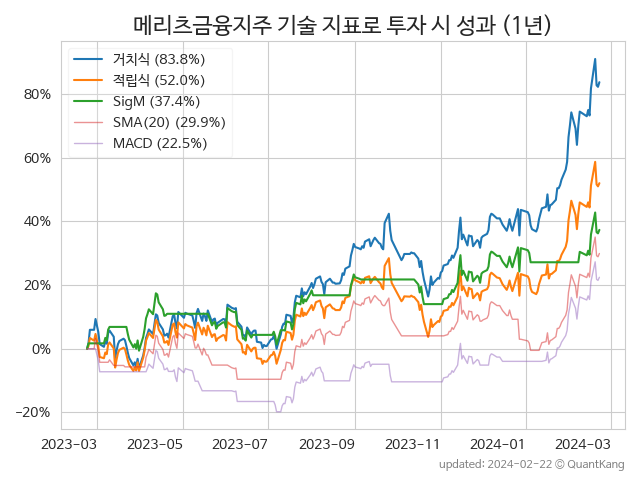 메리츠금융지주 기술 지표로 투자 시 성과 (1년)
거치식 (83.8%)
적립식 (52.0%)
SigM (37.4%)
SMA(20) (29.9%)
MACD (22.5%)
80%
60%
40%
20%
0%
−20%
2023-03 2023-05 2023-07 2023-09 2023-11 2024-01 2024-03
updated: 2024-02-22 © QuantKang